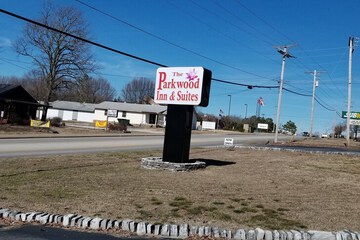 The
Parkwood
Inn & Suites